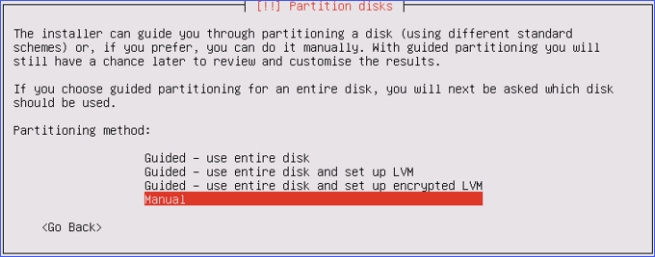 [!!] Partition disks
The installer can guide you through partitioning a disk (using different standard
schemes) or, if you prefer, you can do it manually. With guided partitioning you will
still have a chance later to review and customise the results.
If you choose guided partitioning for an entire disk, you will next be asked which disk
should be used.
Partitioning method:
Guided – use entire disk
Guided – use entire disk and set up LVM
Guided – use entire disk and set up encrypted LVM
Manual
<Go Back>